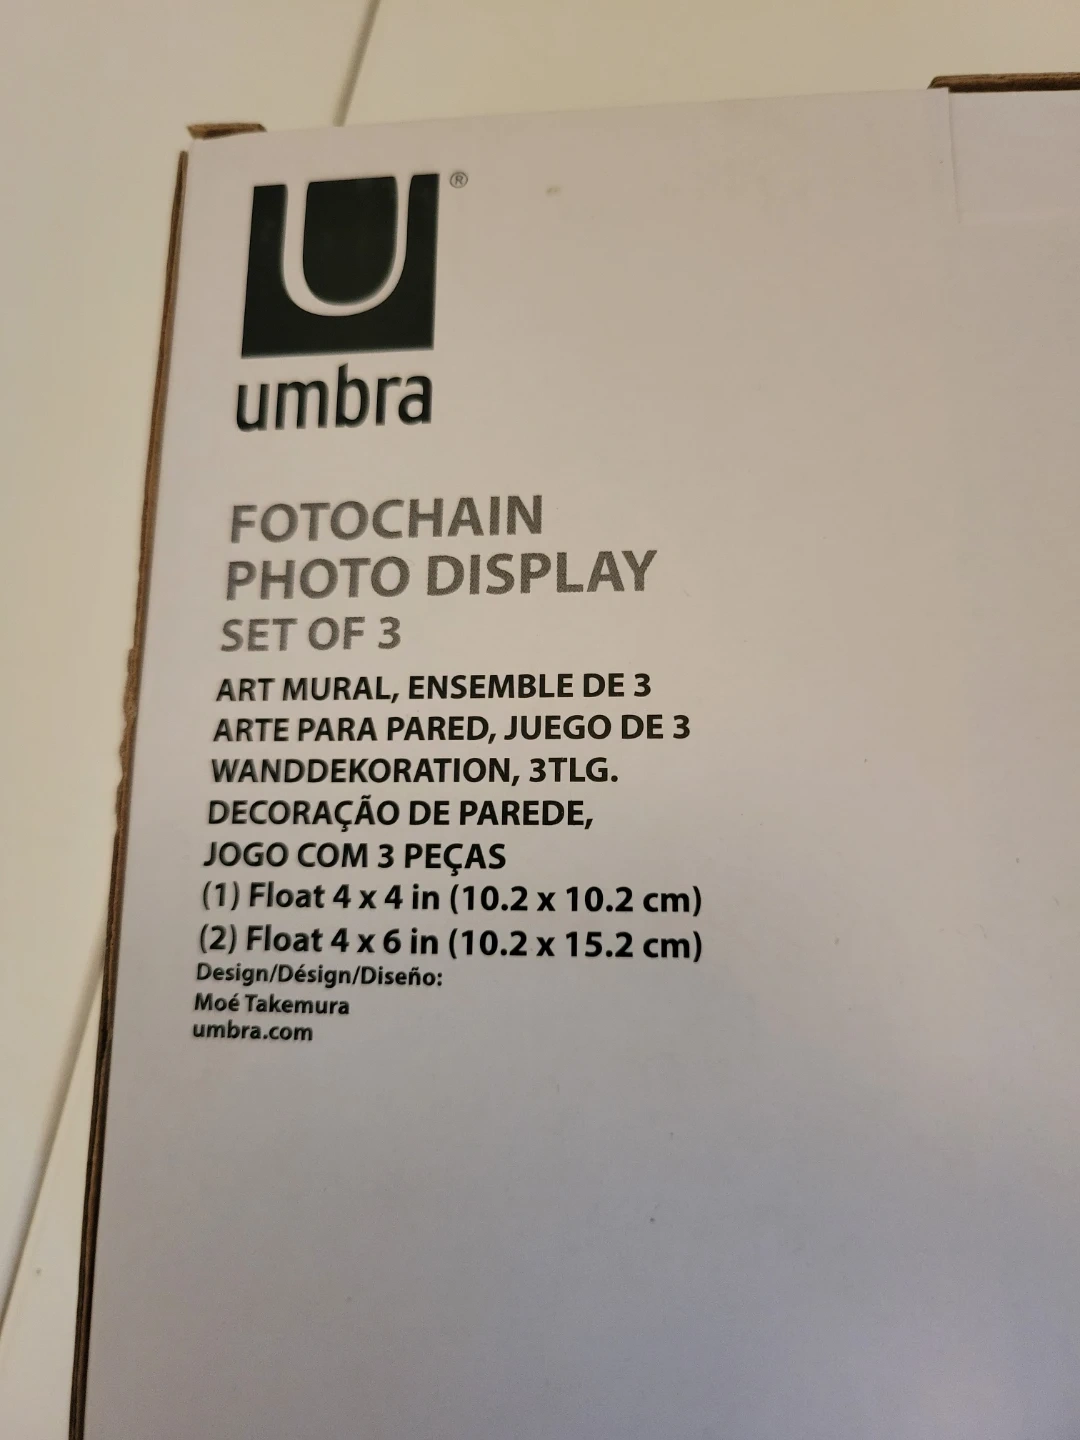 U®
umbra
FOTOCHAIN
PHOTO DISPLAY
SET OF 3
ART MURAL, ENSEMBLE DE 3
ARTE PARA PARED, JUEGO DE 3
WANDDEKORATION, 3TLG.
DECORAÇÃO DE PAREDE,
JOGO COM 3 PEÇAS
(1) Float 4 x 4 in (10.2 x 10.2 cm)
(2) Float 4 x 6 in (10.2 x 15.2 cm)
Design/Désign/Diseño:
Moé Takemura
umbra.com